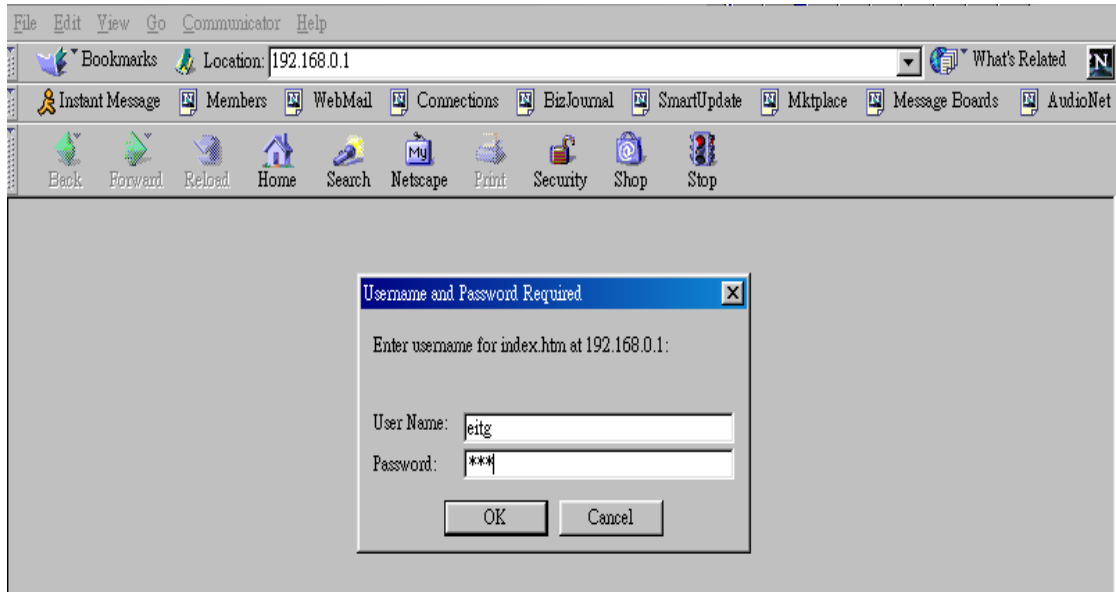 File Edit View Go Communicator Help
Bookmarks Location: 192.168.0.1 What's Related N
Instant Message Members WebMail Connections BizJournal SmartUpdate Mktplace Message Boards AudioNet
My
Back Forward Reload Home Search Netscape Print Security Shop Stop
Username and Password Required
Enter username for index.htm at 192.168.0.1:
User Name: eitg
Password: ***
OK Cancel